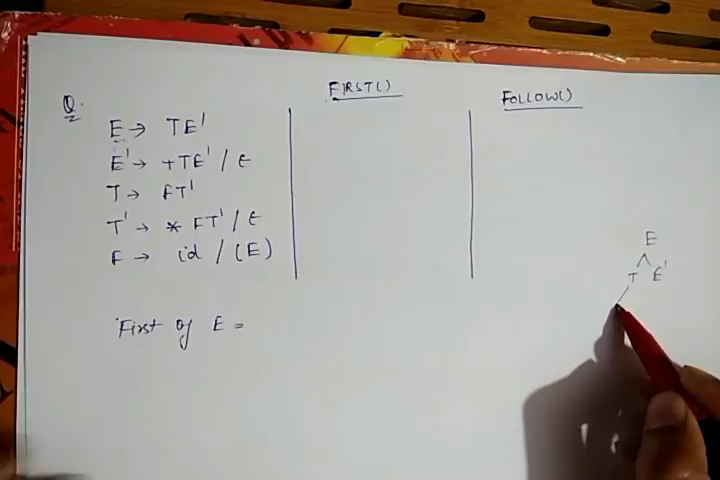 Q. FIRST() FOLLOW()
E → TE'
E' → +TE' / ϵ
T → FT'
T' → * FT' / ϵ
F → id / (E)
First of E =
E
T E'